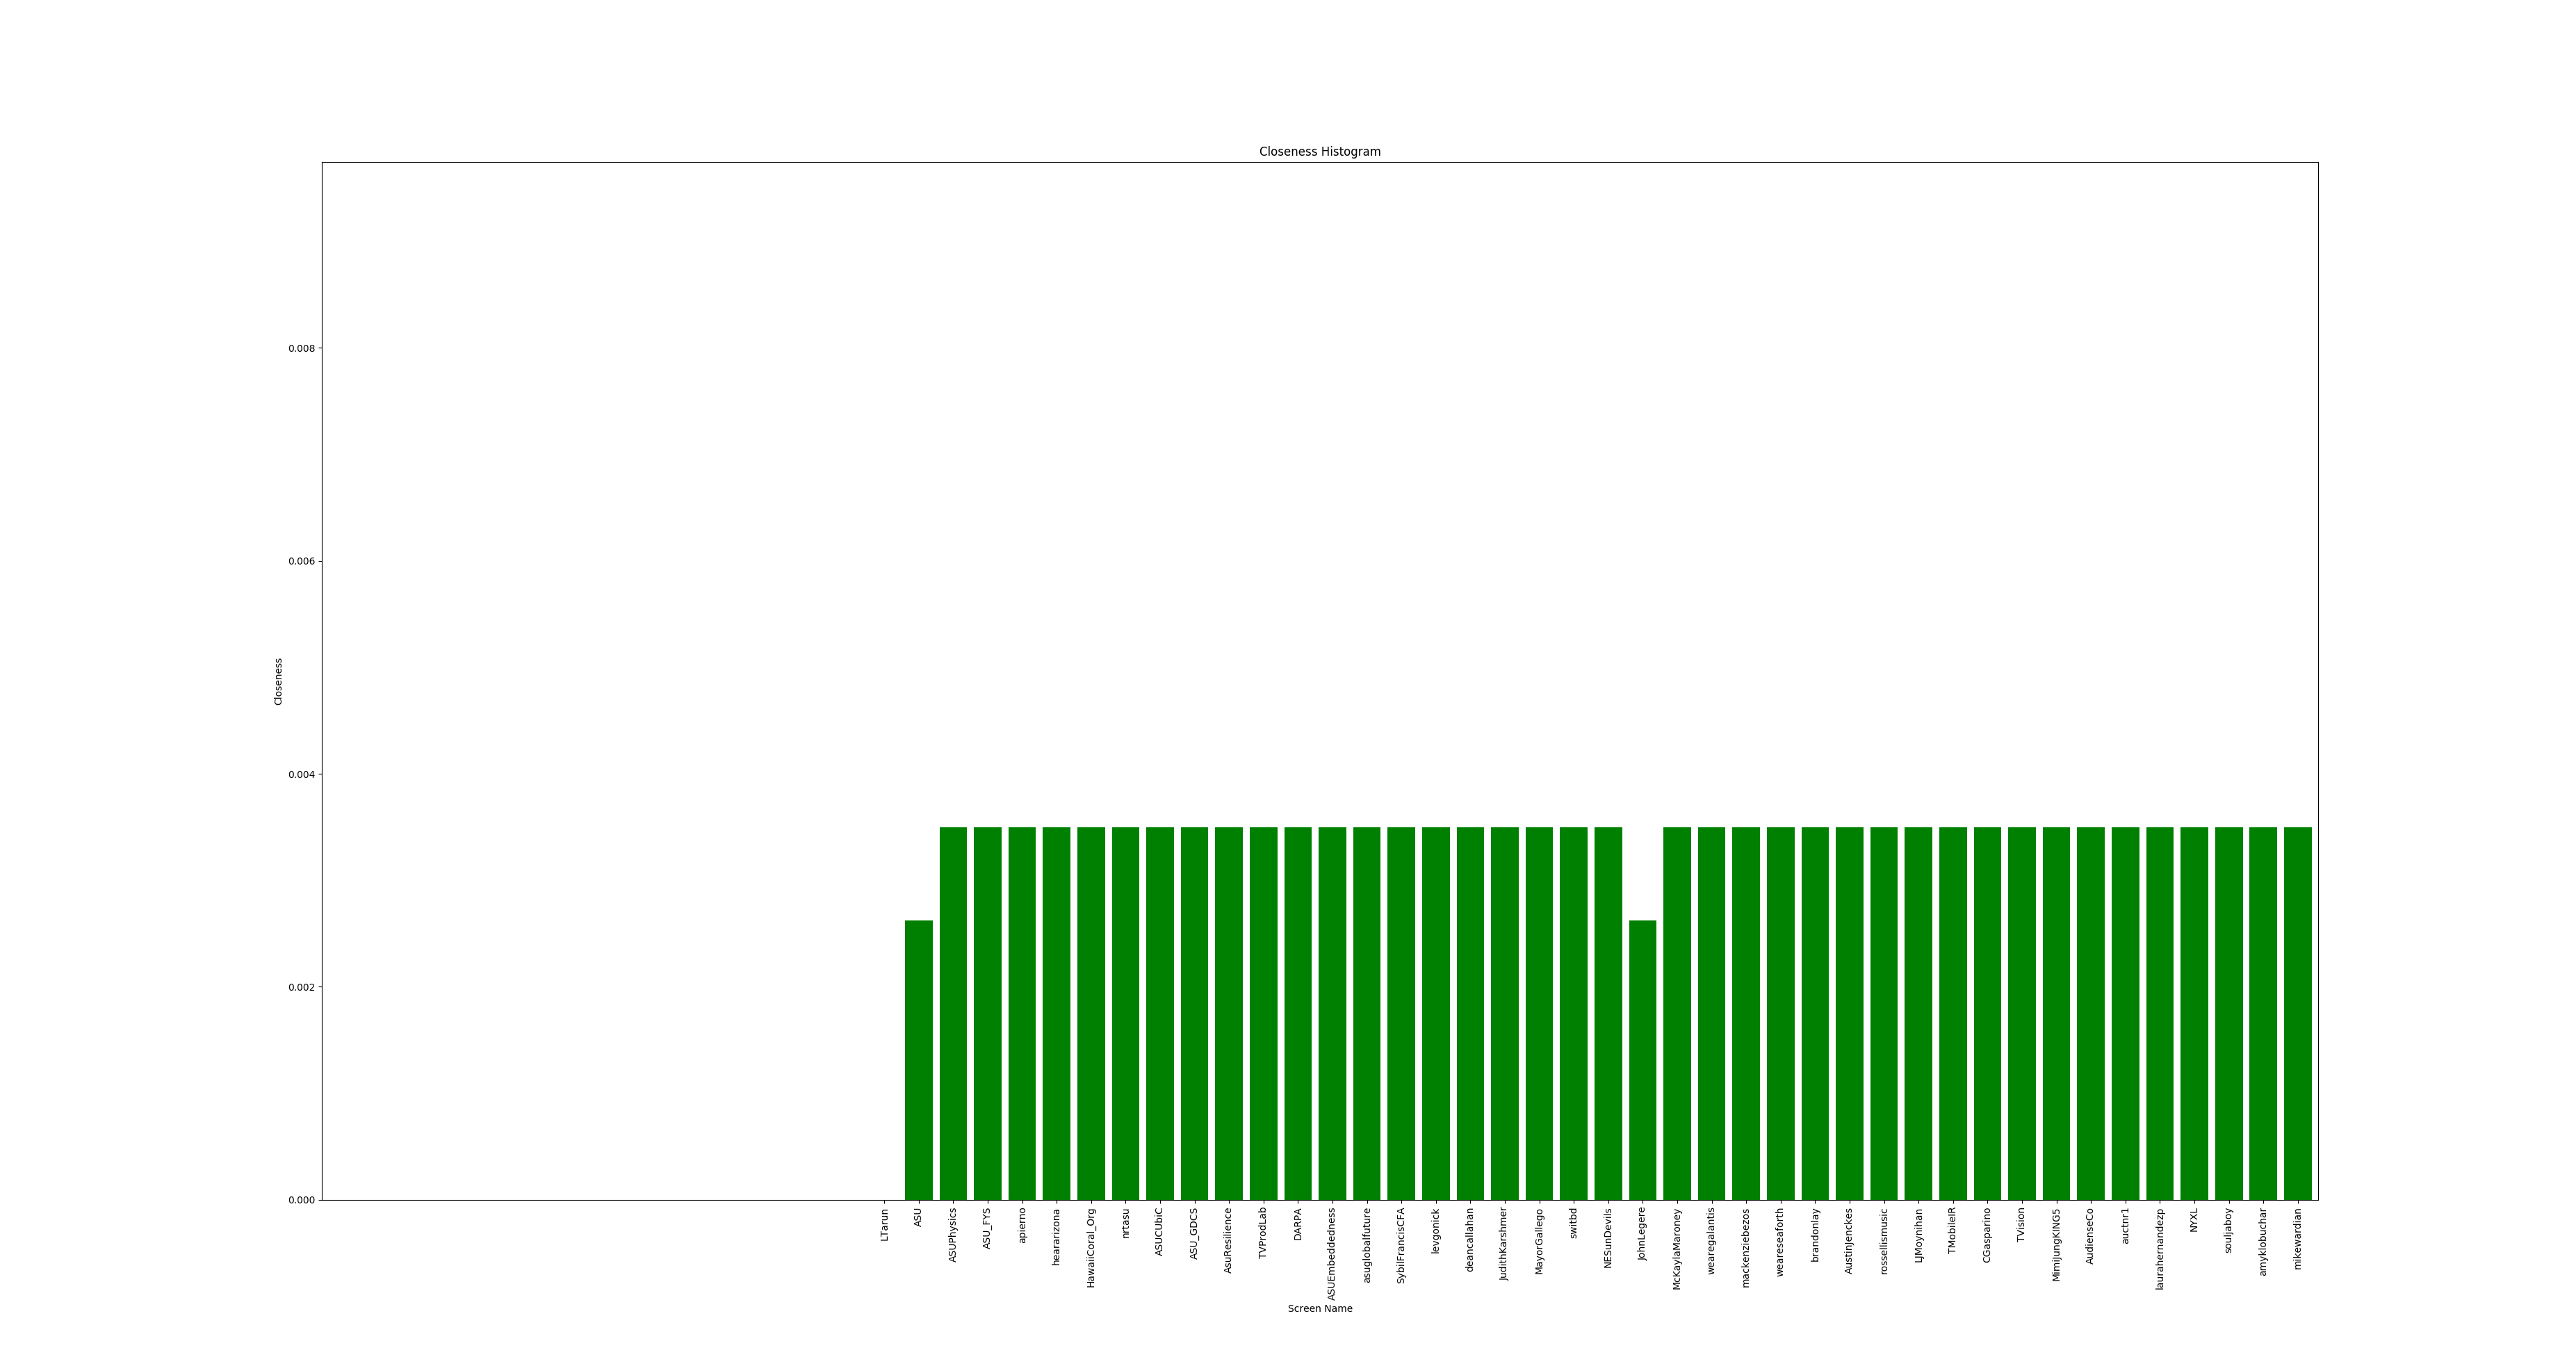 Closeness Histogram
Closeness
0.008
0.006
0.004
0.002
0.000
LTarun
ASU
ASUPhysics
ASU_FYS
apierno
heararizona
HawaiiCoral_Org
nrtasu
ASUCUbiC
ASU_GDCS
AsuResilience
TVProdLab
DARPA
ASUEmbeddedness
asuglobalfuture
SybilFrancisCFA
levgonick
deancallahan
JudithKarshmer
MayorGallego
switbd
NESunDevils
JohnLegere
McKaylaMaroney
wearegalantis
mackenziebezos
weareseaforth
brandonlay
AustinJenckes
rossellismusic
LJMoynihan
TMobileIR
CGasparino
TVision
MimiJungKING5
AudienseCo
auctnr1
laurahernandezp
NYXL
souljaboy
amyklobuchar
mikewardian
Screen Name